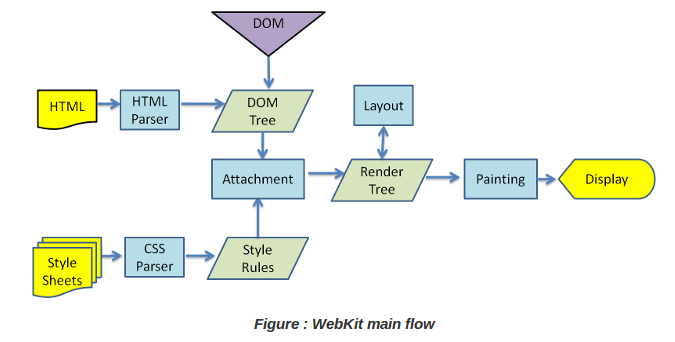 DOM
HTML
HTML
Parser
DOM
Tree
Layout
Attachment
Render
Tree
Painting
Display
Style
Sheets
CSS
Parser
Style
Rules
Figure : WebKit main flow